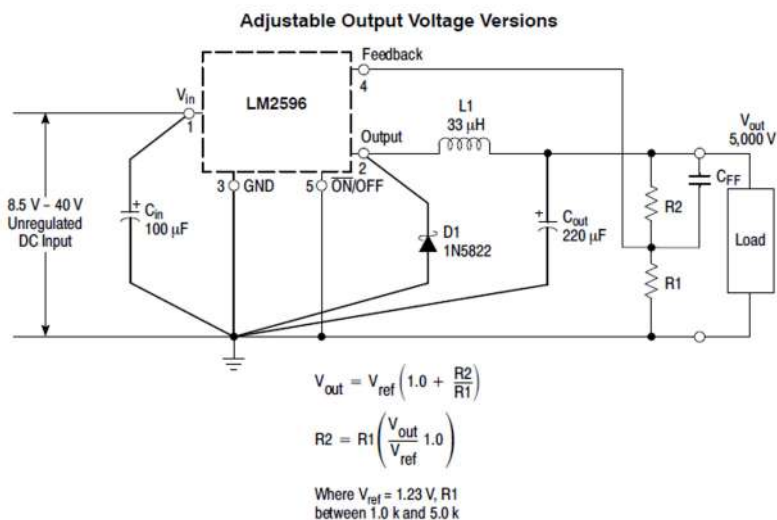 Adjustable Output Voltage Versions
Feedback
4
Vin
1
LM2596
Output
2
L1
33 μH
Vout
5,000 V
3 GND
5 ON/OFF
8.5 V - 40 V
Unregulated
DC Input
Cin
100 μF
D1
1N5822
Cout
220 μF
R2
CFF
R1
Load
Vout = Vref (1.0 + R2/R1)
R2 = R1 (Vout/Vref 1.0)
Where Vref = 1.23 V, R1
between 1.0 k and 5.0 k